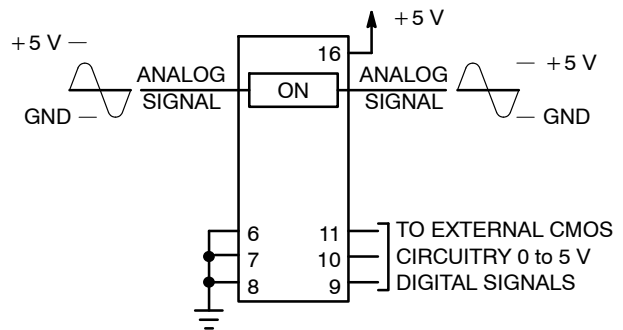 +5 V
+5 V
16
ANALOG
SIGNAL
ON
ANALOG
SIGNAL
+5 V
GND
GND
6
11
TO EXTERNAL CMOS
7
10
CIRCUITRY 0 to 5 V
8
9
DIGITAL SIGNALS